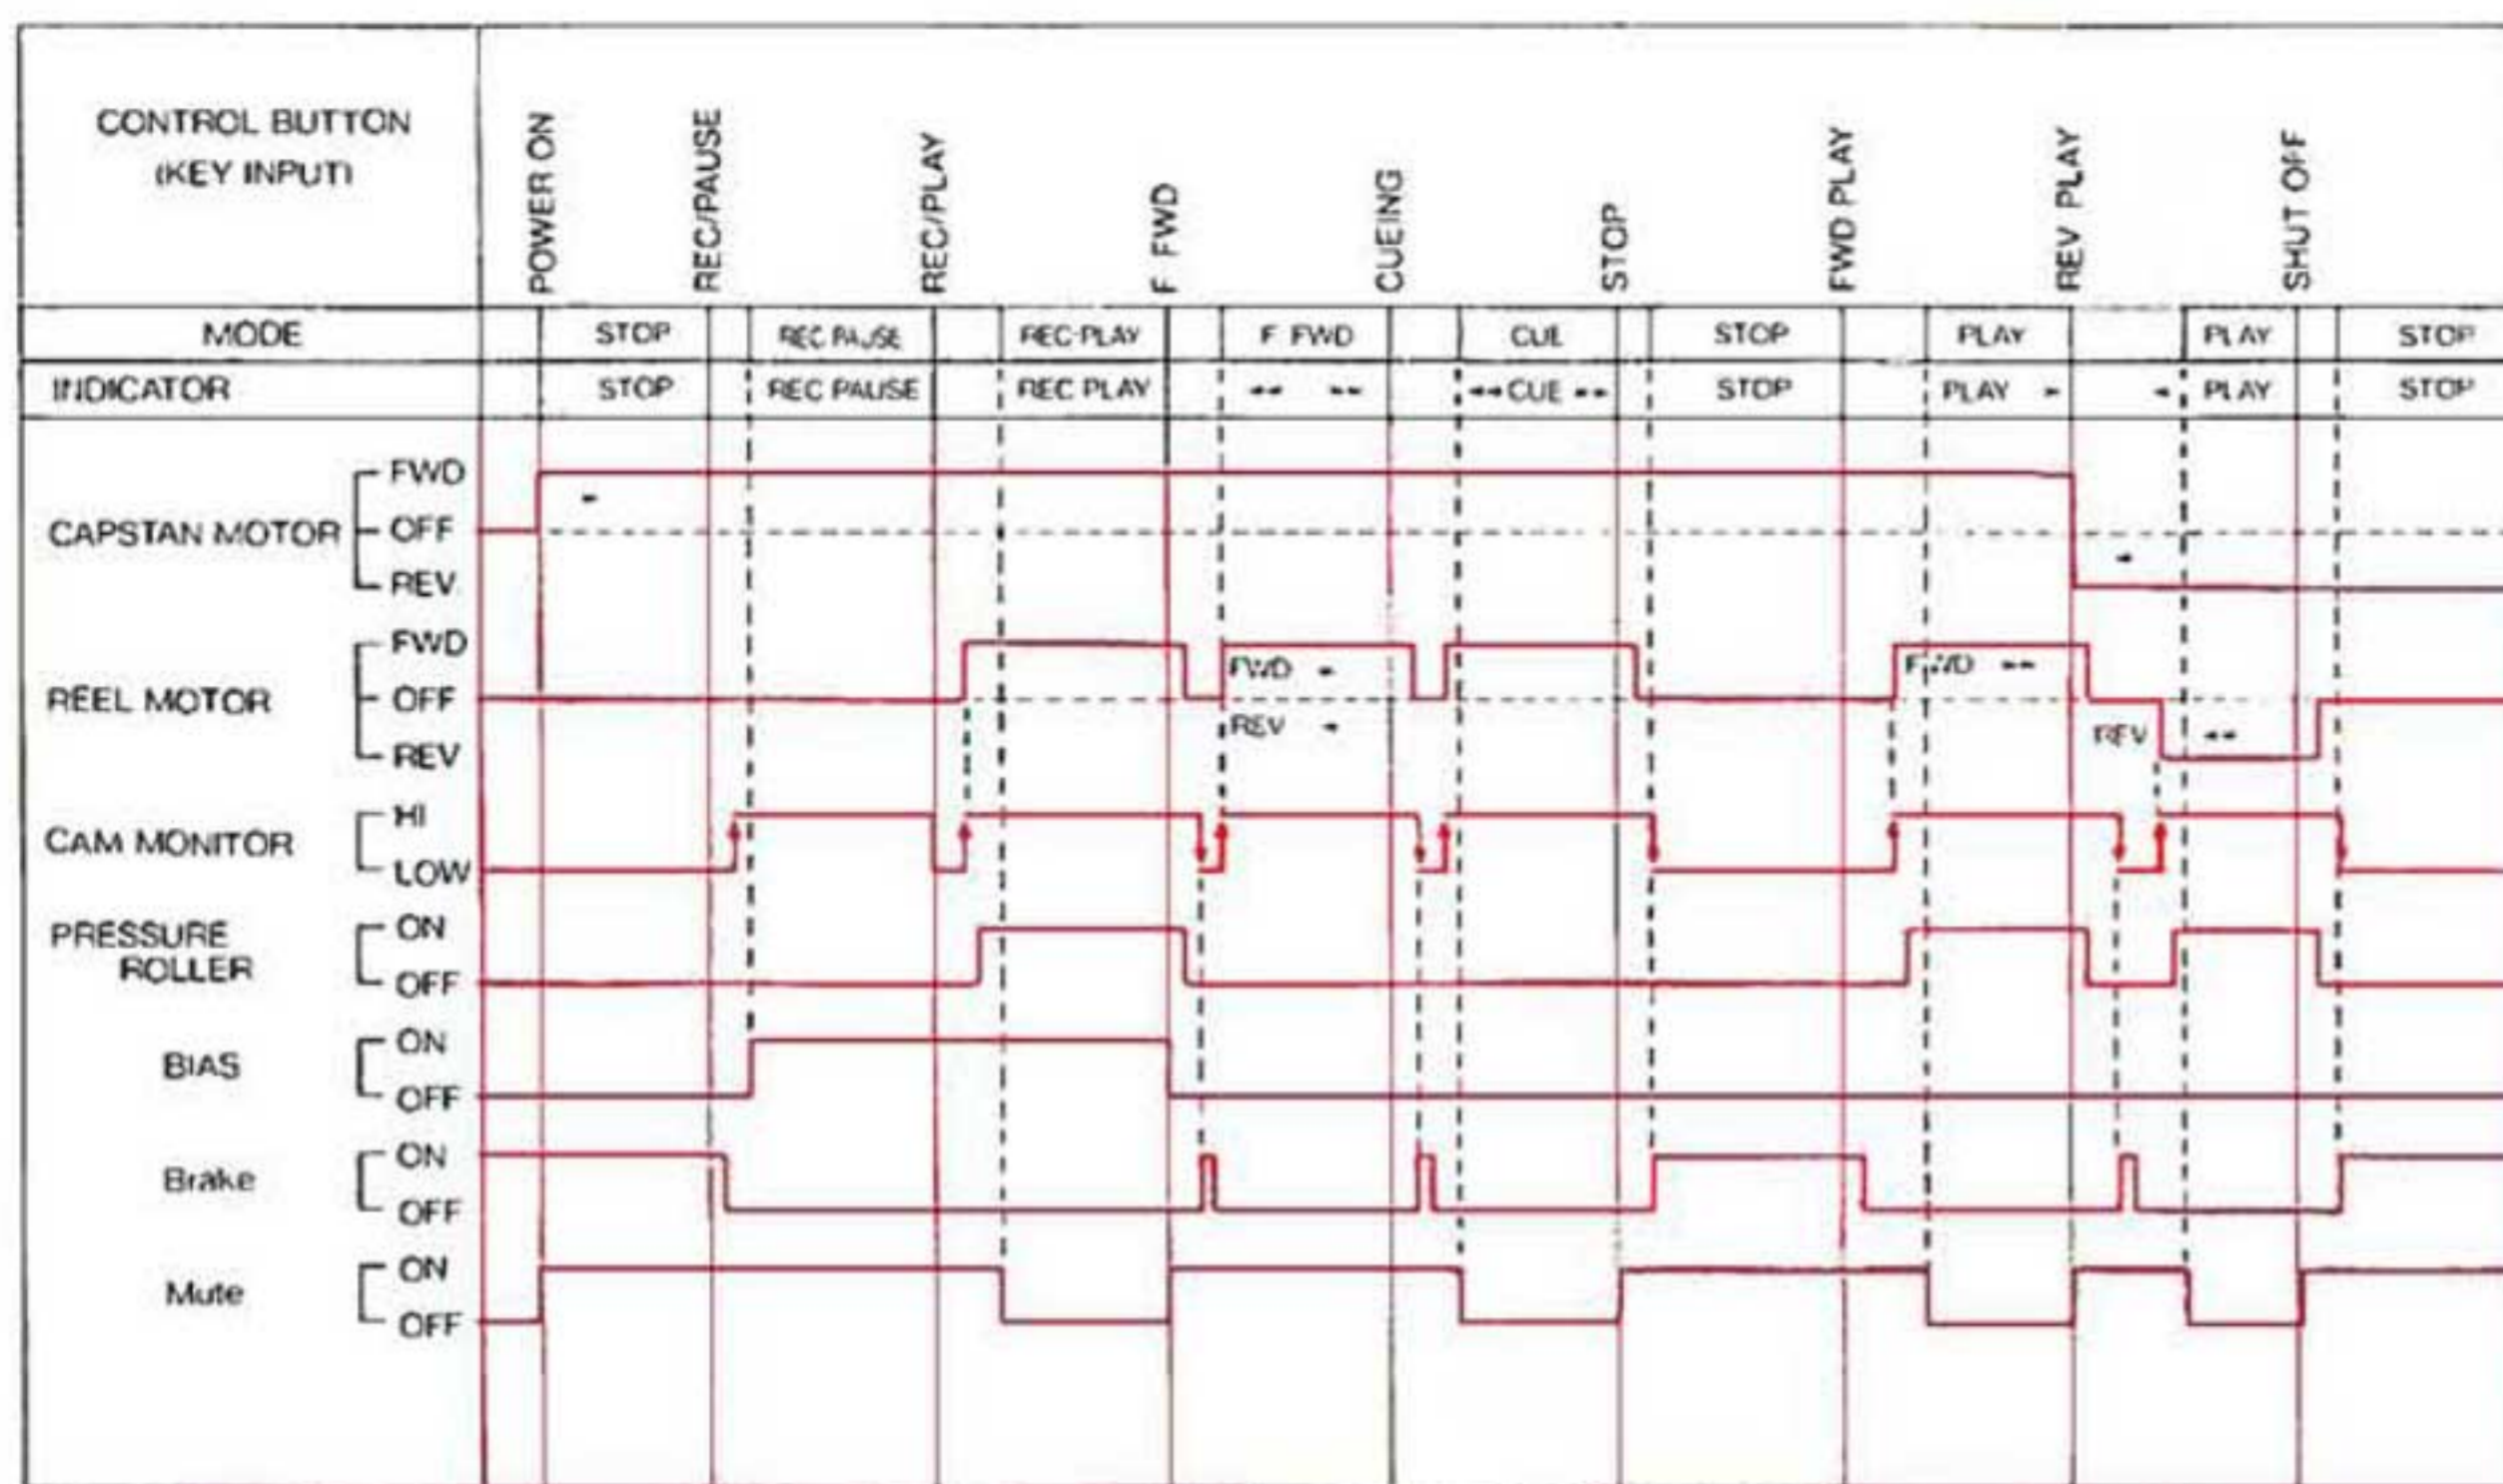 CONTROL BUTTON
(KEY INPUT)
POWER ON
REC/PAUSE
REC/PLAY
F FWD
CUEING
STOP
FWD PLAY
REV PLAY
SHUT OFF
MODE STOP REC PAUSE REC-PLAY F FWD CUE STOP PLAY PLAY STOP
INDICATOR STOP REC PAUSE REC PLAY CUE STOP PLAY PLAY STOP
CAPSTAN MOTOR
FWD
OFF
REV
REEL MOTOR
FWD
OFF
REV
FWD
REV
FWD
REV
CAM MONITOR
HI
LOW
PRESSURE
ROLLER
ON
OFF
BIAS
ON
OFF
Brake
ON
OFF
Mute
ON
OFF